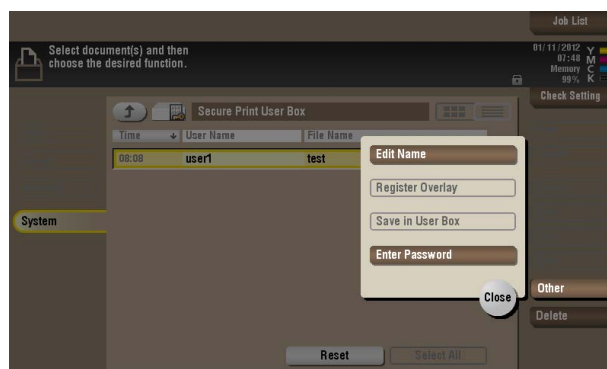 Job List
Select document(s) and then
choose the desired function.
01/11/2012
07:48
Memory
99%
Y
M
C
K
Check Setting
Secure Print User Box
Time ↓ User Name File Name
08:08 user1 test
Edit Name
Register Overlay
Save in User Box
Enter Password
Close
System
Other
Delete
Reset Select All